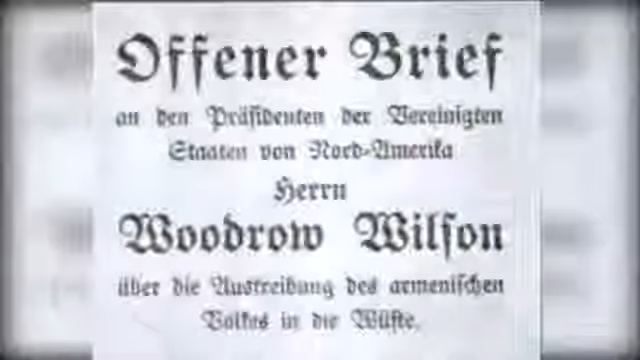 Offener Brief
an den Präsidenten der Vereinigten
Staaten von Nord-Amerika
Herrn
Woodrow Wilson
über die Austreibung des armenischen
Volkes in die Wüste.